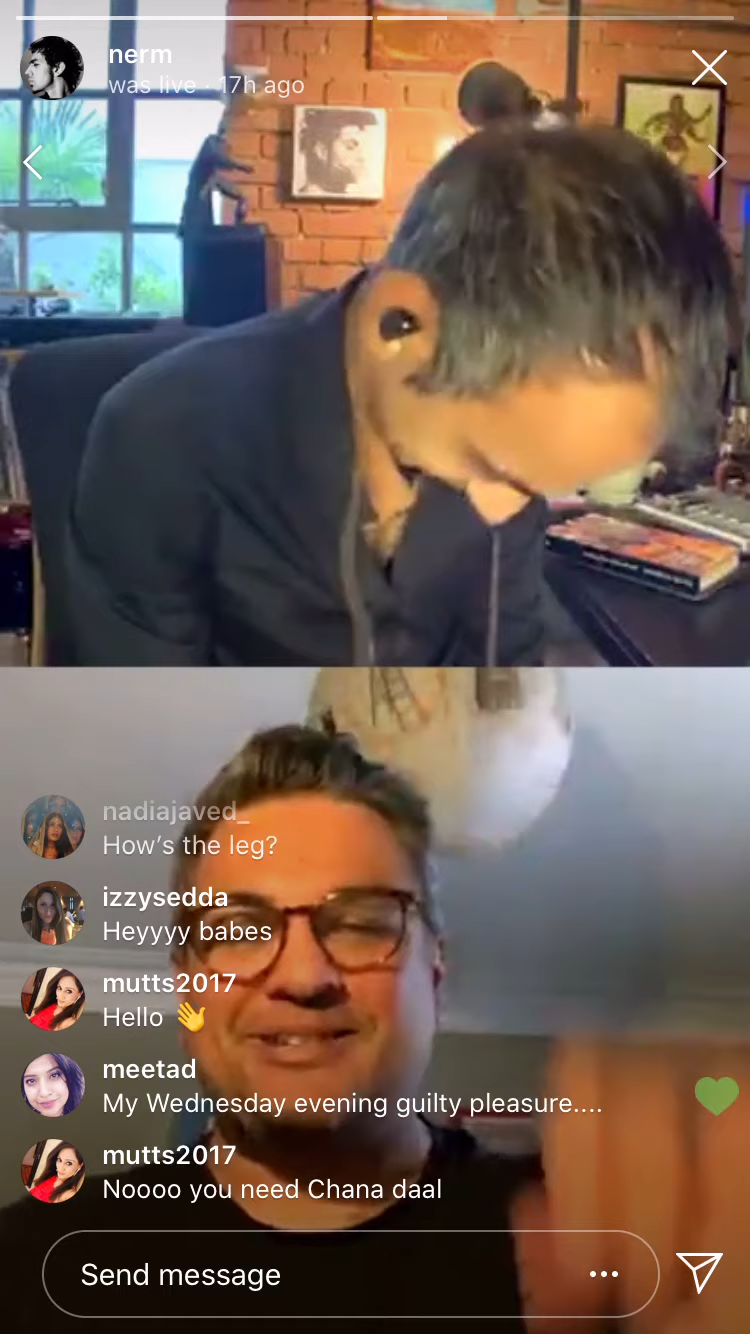 nerm
was live · 17h ago
nadiajaved_
How’s the leg?
izzysedda
Heyyyy babes
mutts2017
Hello 👋
meetad
My Wednesday evening guilty pleasure....
mutts2017
Noooo you need Chana daal
Send message